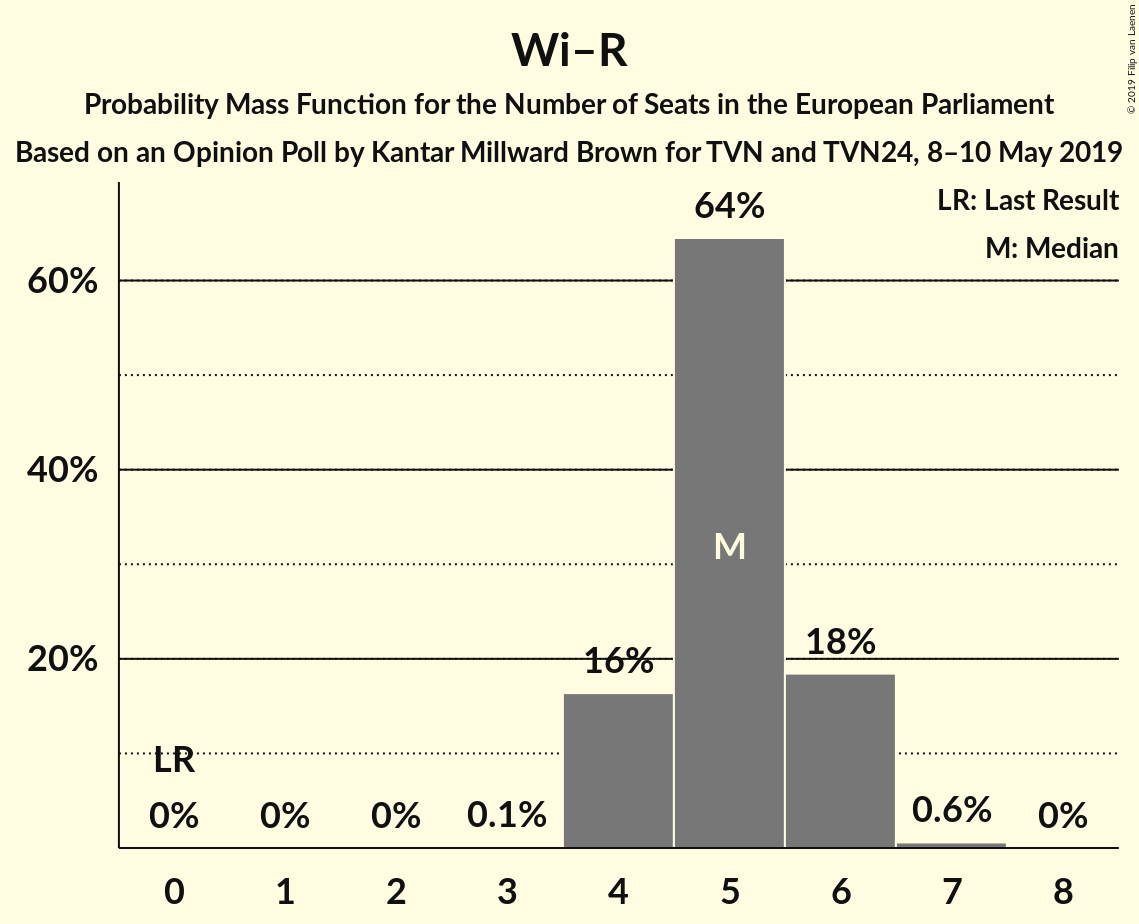 Wi–R
Probability Mass Function for the Number of Seats in the European Parliament
Based on an Opinion Poll by Kantar Millward Brown for TVN and TVN24, 8–10 May 2019
© 2019 Filip van Laenen
LR: Last Result
M: Median
60%
40%
20%
LR
0%
0%
0%
0.1%
16%
64%
M
18%
0.6%
0%
0 1 2 3 4 5 6 7 8